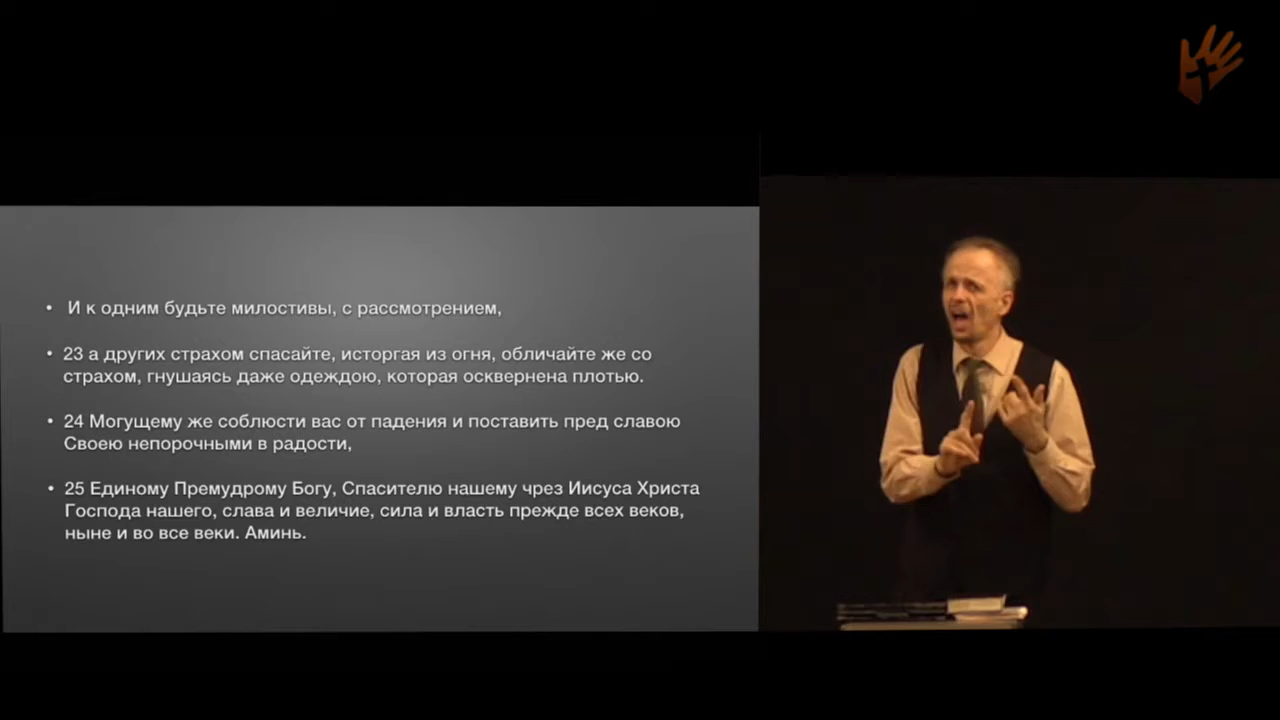 • И к одним будьте милостивы, с рассмотрением,
• 23 а других страхом спасайте, исторгая из огня, обличайте же со
страхом, гнушаясь даже одеждою, которая осквернена плотью.
• 24 Могущему же соблюсти вас от падения и поставить пред славою
Своею непорочными в радости,
• 25 Единому Премудрому Богу, Спасителю нашему чрез Иисуса Христа
Господа нашего, слава и величие, сила и власть прежде всех веков,
ныне и во все веки. Аминь.